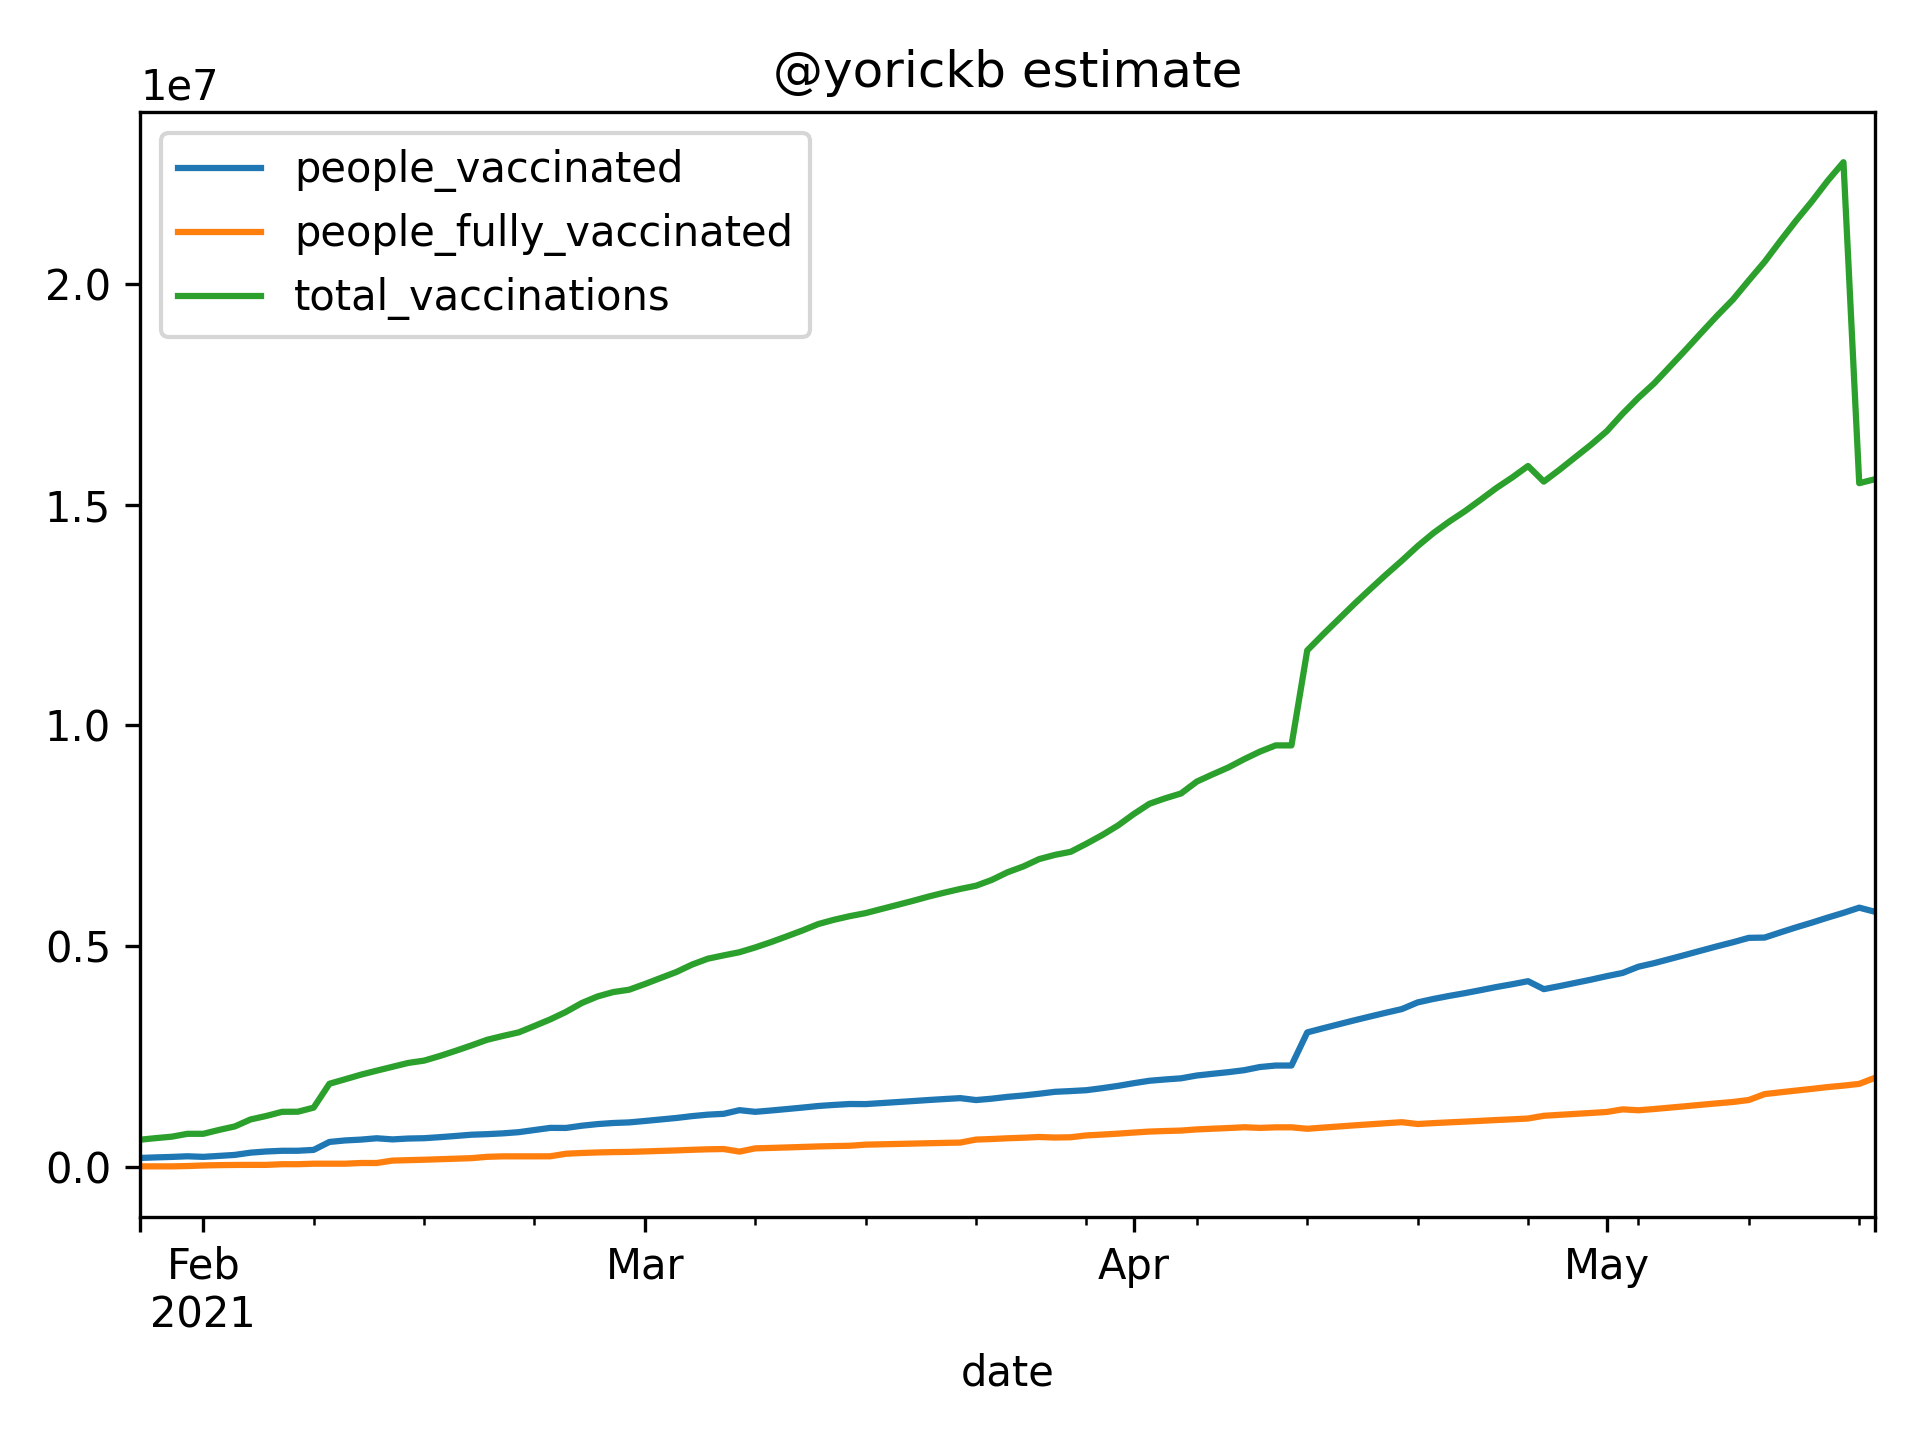 @yorickb estimate
1e7
people_vaccinated
people_fully_vaccinated
total_vaccinations
2.0
1.5
1.0
0.5
0.0
Feb Mar Apr May
2021
date